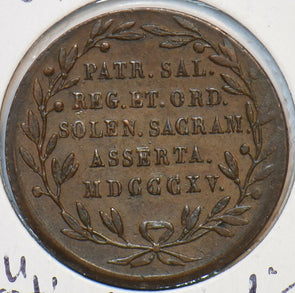 PATR. SAL.
REG. ET. ORD.
SOLEN. SACRAM.
ASSERTA.
MDCCCXV.